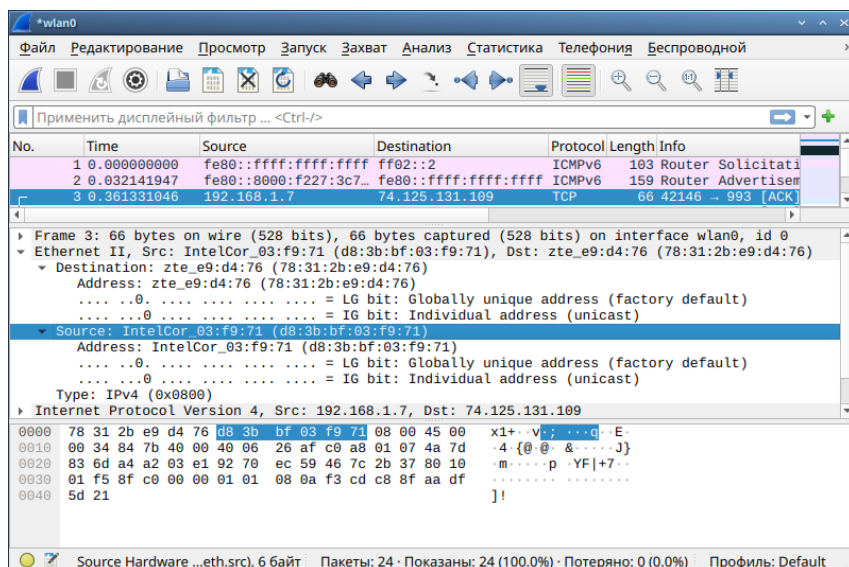 *wlan0
Файл Редактирование Просмотр Запуск Захват Анализ Статистика Телефония Беспроводной
Применить дисплейный фильтр ... <Ctrl-/>
No. Time Source Destination Protocol Length Info
1 0.000000000 fe80::ffff:ffff:ffff ff02::2 ICMPv6 103 Router Solicitati
2 0.032141947 fe80::8000:f227:3c7… fe80::ffff:ffff:ffff ICMPv6 159 Router Advertisem
3 0.361331046 192.168.1.7 74.125.131.109 TCP 66 42146 → 993 [ACK]
Frame 3: 66 bytes on wire (528 bits), 66 bytes captured (528 bits) on interface wlan0, id 0
Ethernet II, Src: IntelCor_03:f9:71 (d8:3b:bf:03:f9:71), Dst: zte_e9:d4:76 (78:31:2b:e9:d4:76)
Destination: zte_e9:d4:76 (78:31:2b:e9:d4:76)
Address: zte_e9:d4:76 (78:31:2b:e9:d4:76)
.... ..0. .... .... .... .... = LG bit: Globally unique address (factory default)
.... ...0 .... .... .... .... = IG bit: Individual address (unicast)
Source: IntelCor_03:f9:71 (d8:3b:bf:03:f9:71)
Address: IntelCor_03:f9:71 (d8:3b:bf:03:f9:71)
.... ..0. .... .... .... .... = LG bit: Globally unique address (factory default)
.... ...0 .... .... .... .... = IG bit: Individual address (unicast)
Type: IPv4 (0x0800)
Internet Protocol Version 4, Src: 192.168.1.7, Dst: 74.125.131.109
0000 78 31 2b e9 d4 76 d8 3b bf 03 f9 71 08 00 45 00 x1+··v·; ···q··E·
0010 00 34 84 7b 40 00 40 06 26 af c0 a8 01 07 4a 7d ·4·{@·@· &·····J}
0020 83 6d a4 a2 03 e1 92 70 ec 59 46 7c 2b 37 80 10 ·m·····p ·YF|+7··
0030 01 f5 8f c0 00 00 01 01 08 0a f3 cd c8 8f aa df ········ ········
0040 5d 21 ]!
Source Hardware ...eth.src), 6 байт Пакеты: 24 · Показаны: 24 (100.0%) · Потеряно: 0 (0.0%) Профиль: Default